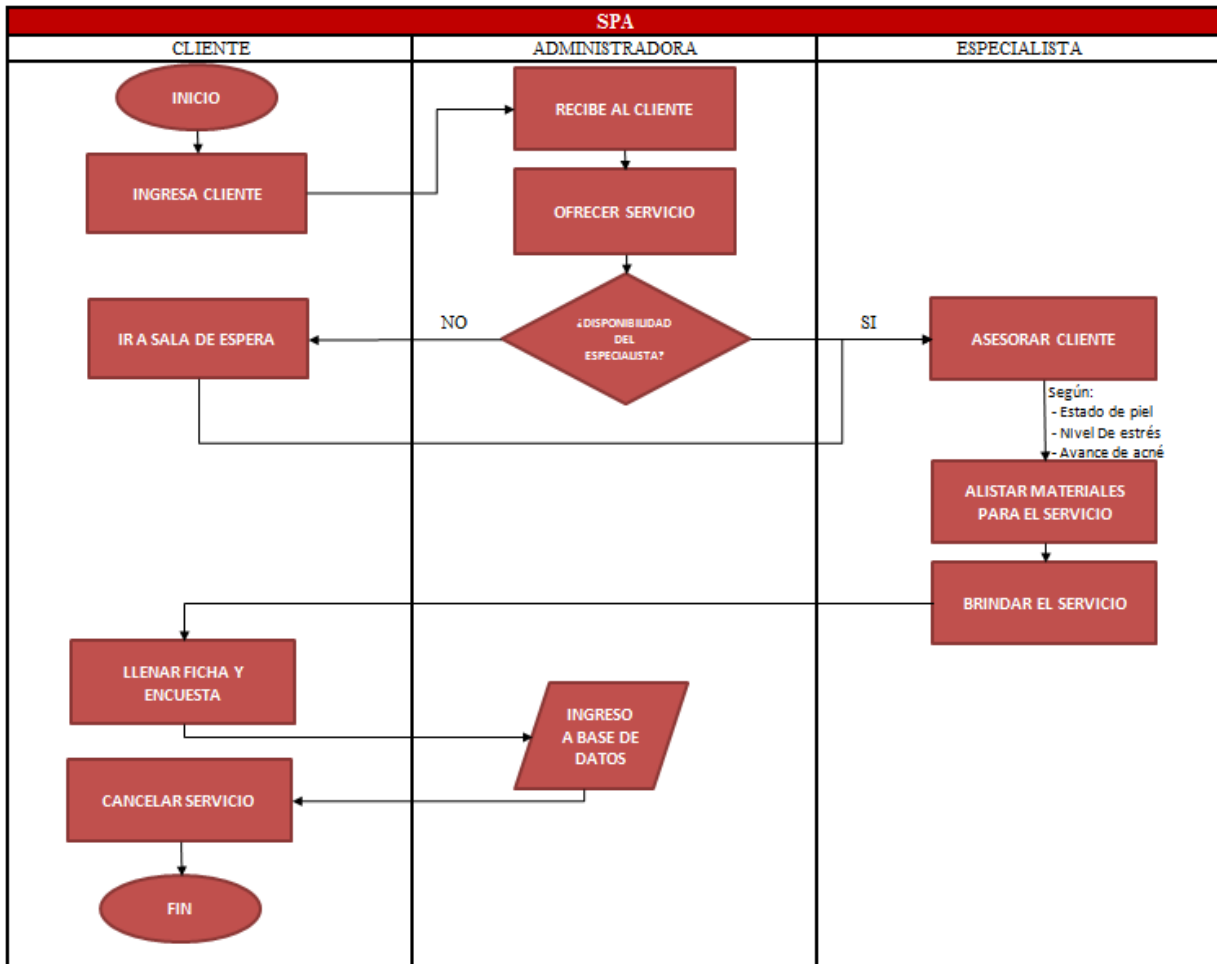 SPA
CLIENTE
ADMINISTRADORA
ESPECIALISTA
INICIO
RECIBE AL CLIENTE
INGRESA CLIENTE
OFRECER SERVICIO
IR A SALA DE ESPERA
NO
¿DISPONIBILIDAD
DEL
ESPECIALISTA?
SI
ASESORAR CLIENTE
Según:
- Estado de piel
- Nivel De estrés
- Avance de acné
ALISTAR MATERIALES
PARA EL SERVICIO
BRINDAR EL SERVICIO
LLENAR FICHA Y
ENCUESTA
INGRESO
A BASE DE
DATOS
CANCELAR SERVICIO
FIN